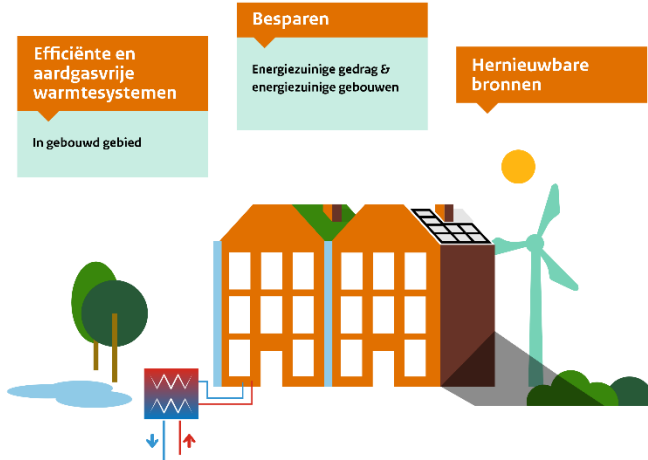 Efficiënte en
aardgasvrije
warmtesystemen
In gebouwd gebied
Besparen
Energiezuinige gedrag &
energiezuinige gebouwen
Hernieuwbare
bronnen